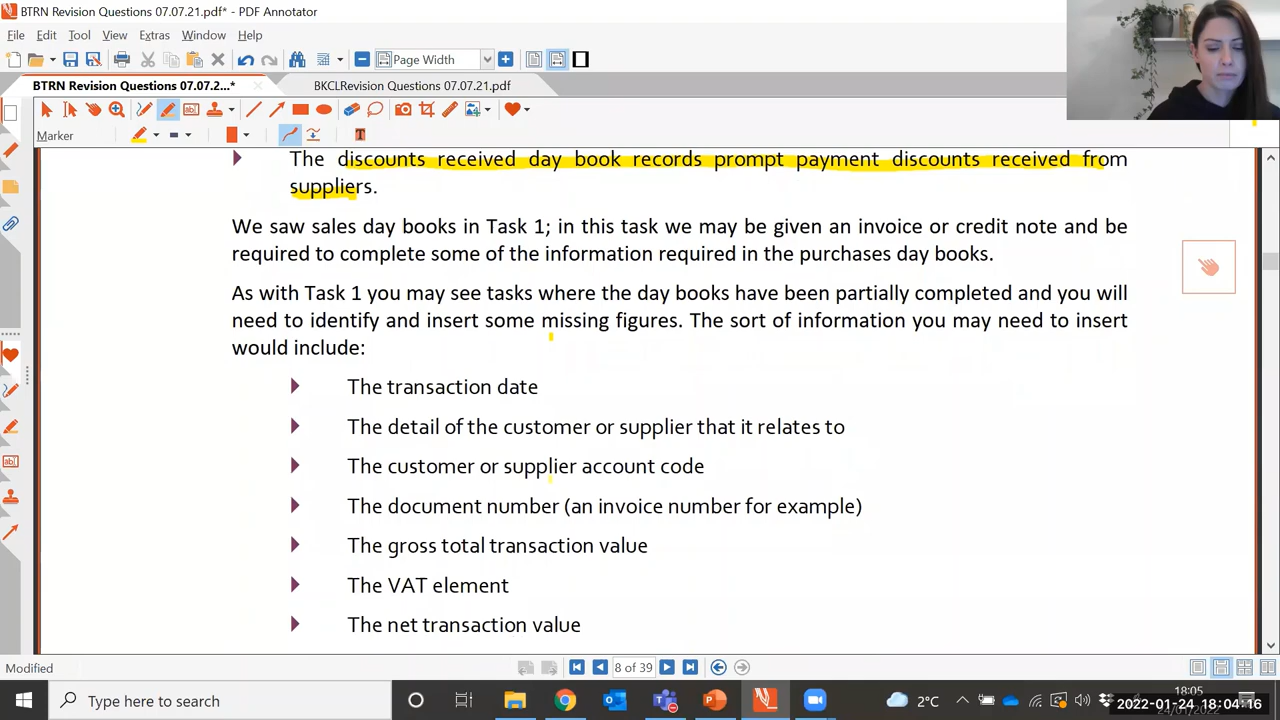 BTRN Revision Questions 07.07.21.pdf* - PDF Annotator
File Edit Tool View Extras Window Help
Page Width
BTRN Revision Questions 07.07.2...*
BKCLRevision Questions 07.07.21.pdf
Marker
The discounts received day book records prompt payment discounts received from
suppliers.
We saw sales day books in Task 1; in this task we may be given an invoice or credit note and be
required to complete some of the information required in the purchases day books.
As with Task 1 you may see tasks where the day books have been partially completed and you will
need to identify and insert some missing figures. The sort of information you may need to insert
would include:
The transaction date
The detail of the customer or supplier that it relates to
The customer or supplier account code
The document number (an invoice number for example)
The gross total transaction value
The VAT element
The net transaction value
Modified
8 of 39
Type here to search
2°C
18:05
2022-01-24 18:04:16
24/01/2022